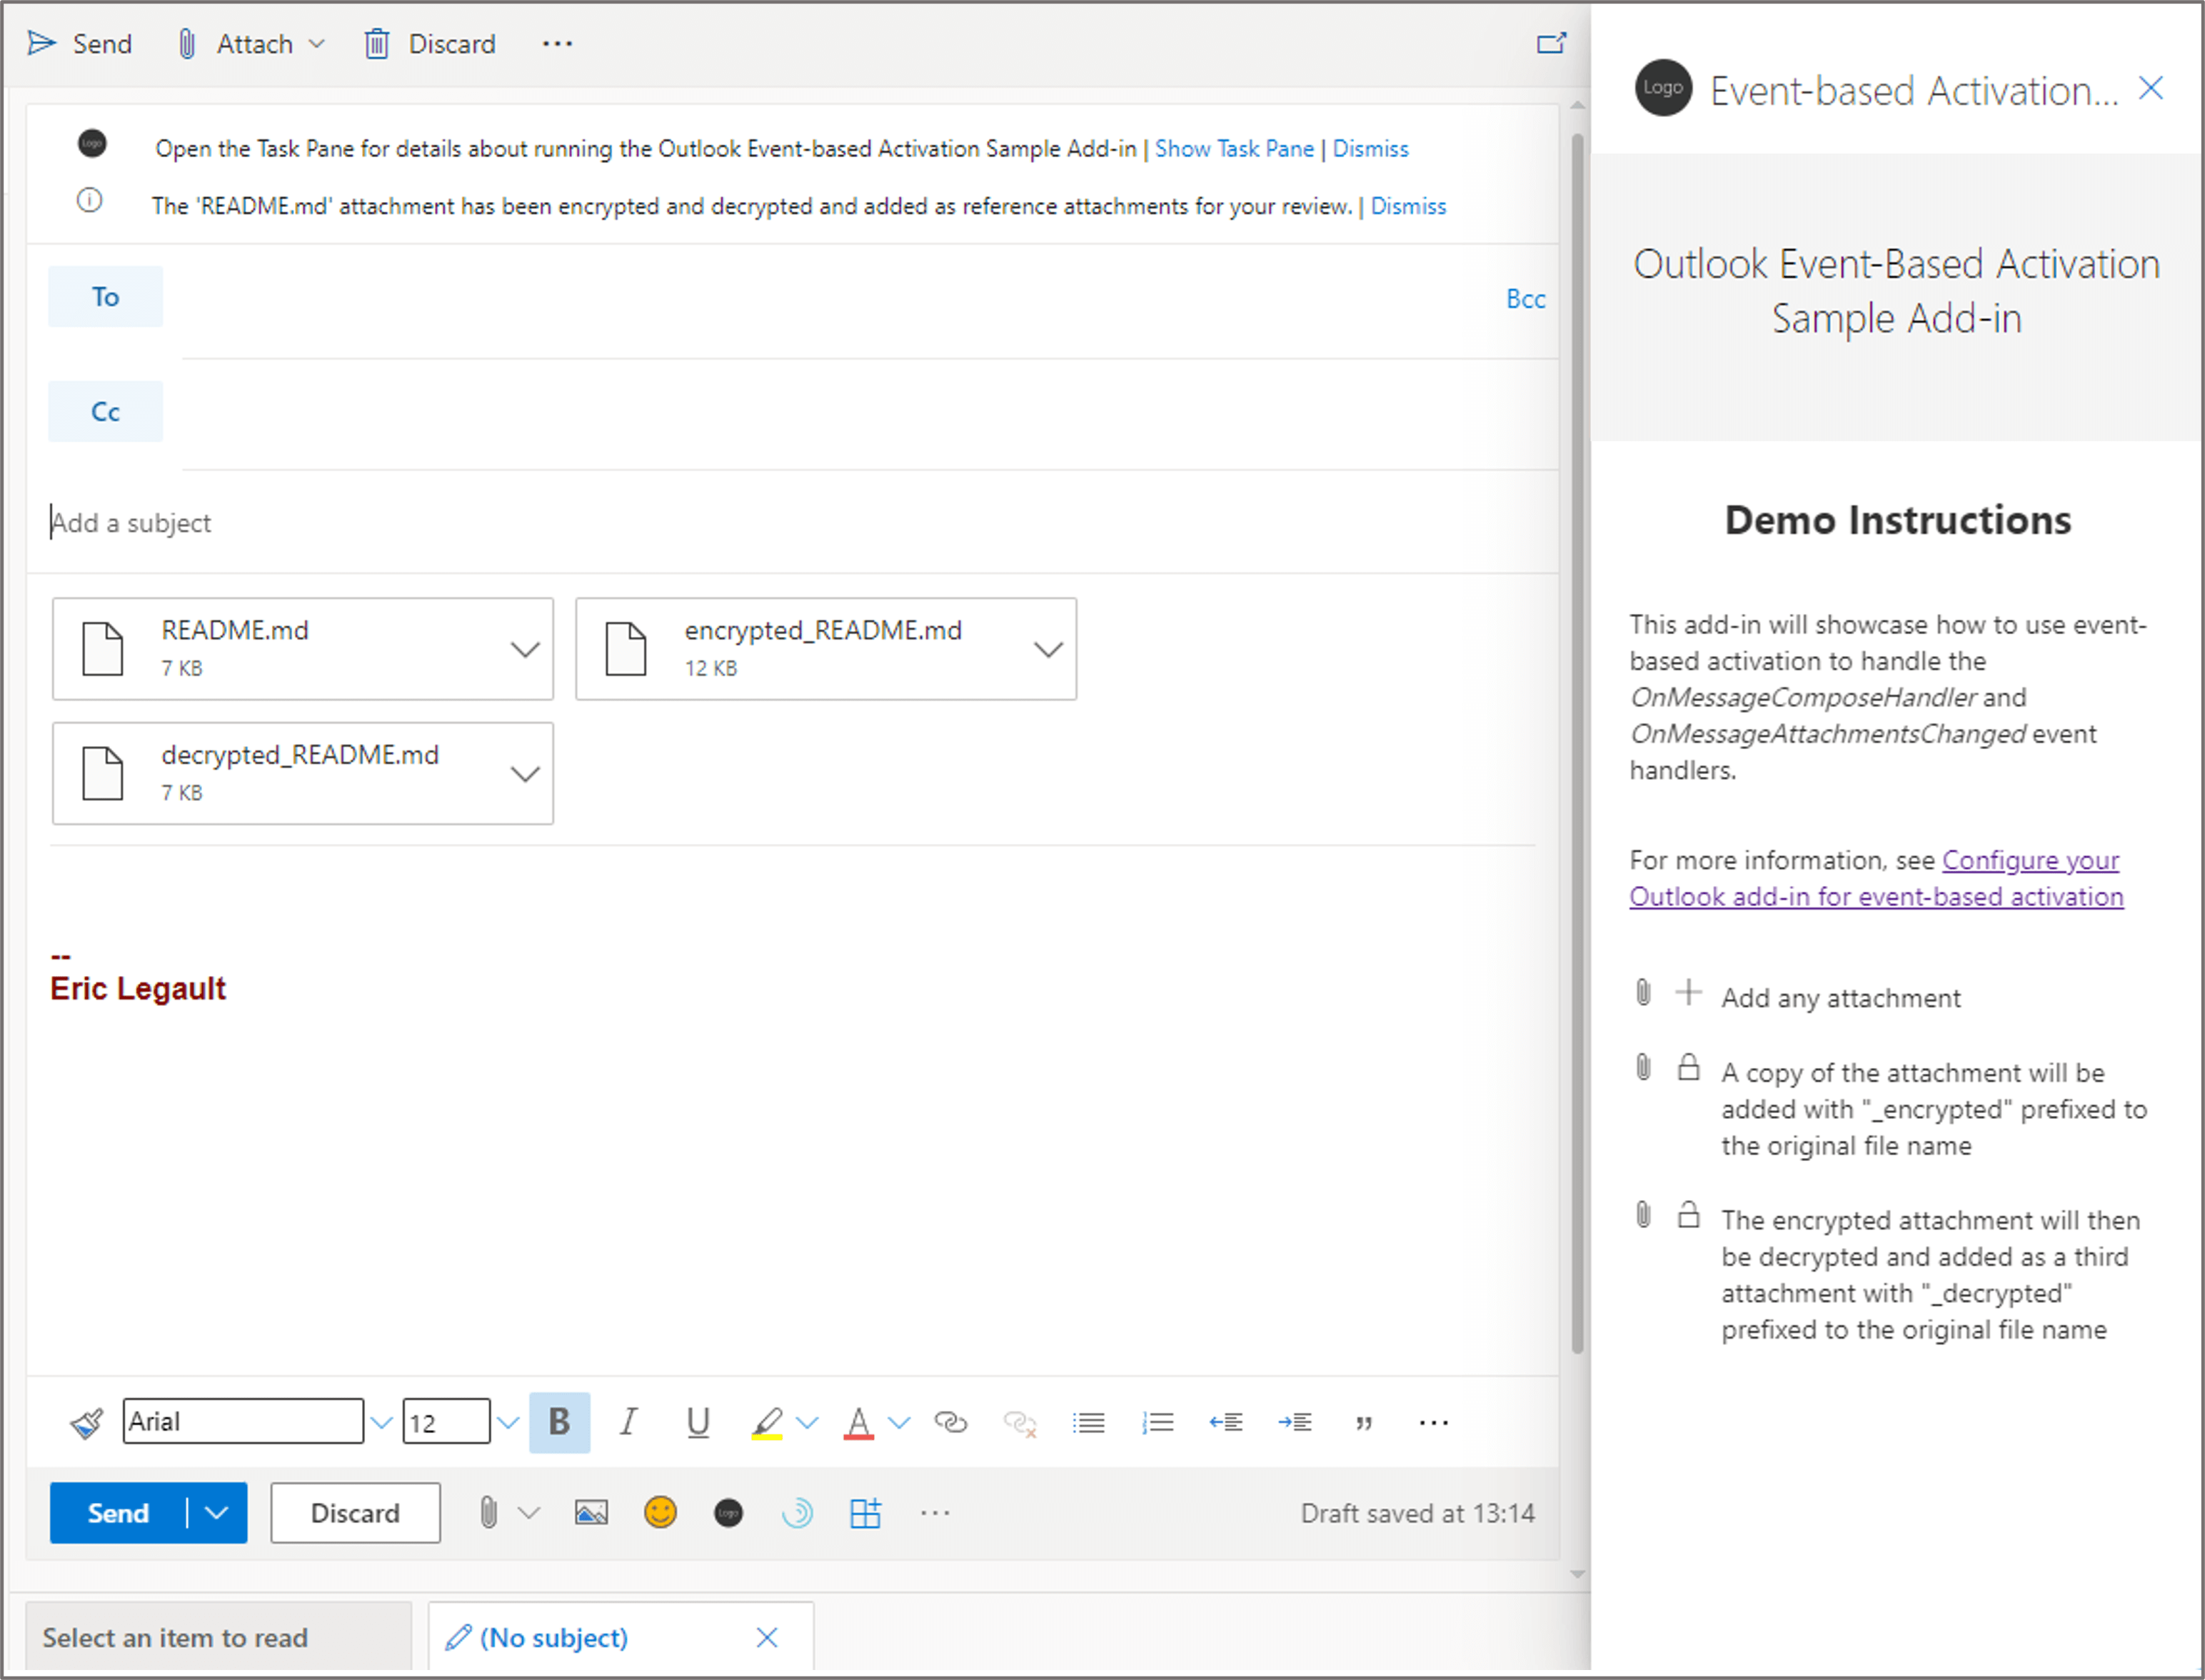 Send Attach Discard
Logo Event-based Activation...
Logo Open the Task Pane for details about running the Outlook Event-based Activation Sample Add-in | Show Task Pane | Dismiss
The 'README.md' attachment has been encrypted and decrypted and added as reference attachments for your review. | Dismiss
To
Bcc
Cc
Add a subject
README.md
7 KB
encrypted_README.md
12 KB
decrypted_README.md
7 KB
--
Eric Legault
Arial 12 B I U A
Send Discard Logo Draft saved at 13:14
Select an item to read (No subject)
Outlook Event-Based Activation
Sample Add-in
Demo Instructions
This add-in will showcase how to use event-
based activation to handle the
OnMessageComposeHandler and
OnMessageAttachmentsChanged event
handlers.
For more information, see Configure your
Outlook add-in for event-based activation
Add any attachment
A copy of the attachment will be
added with "_encrypted" prefixed to
the original file name
The encrypted attachment will then
be decrypted and added as a third
attachment with "_decrypted"
prefixed to the original file name